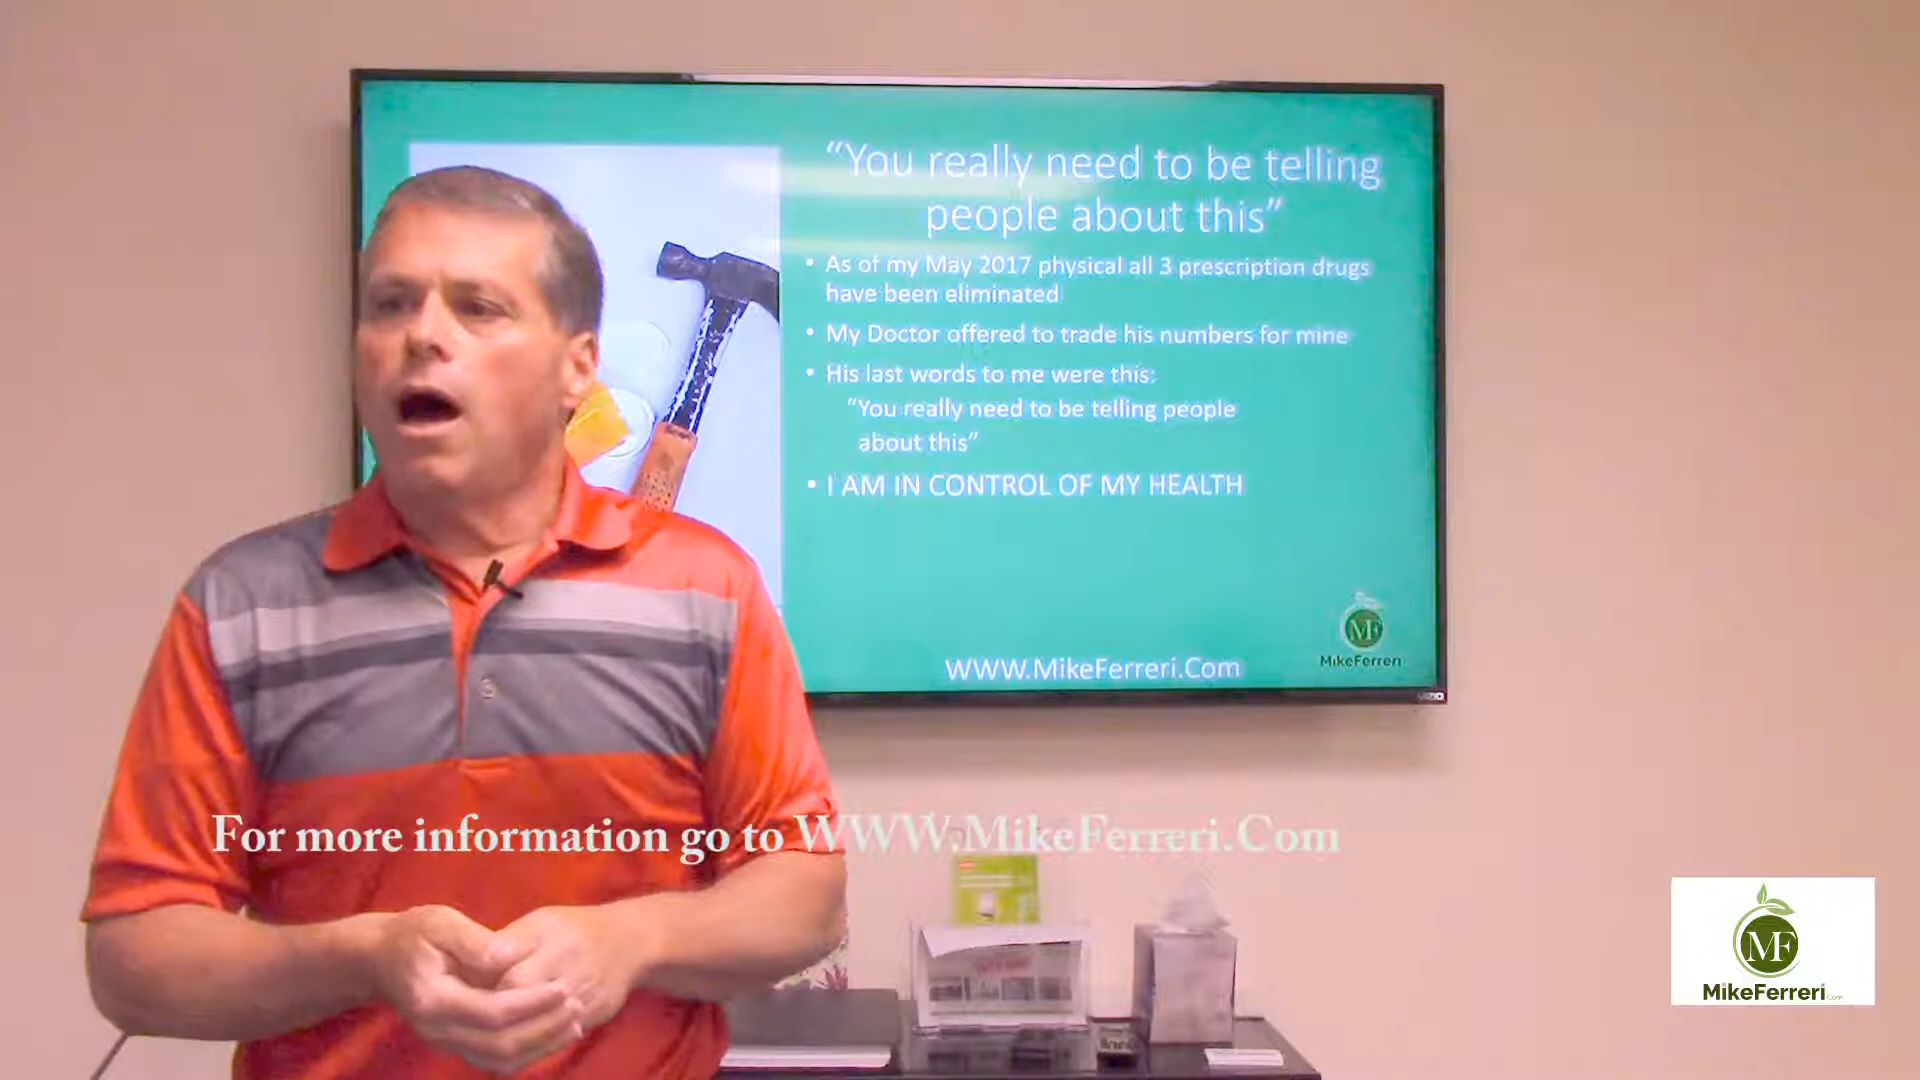 “You really need to be telling
people about this”
• As of my May 2017 physical all 3 prescription drugs
have been eliminated
• My Doctor offered to trade his numbers for mine
• His last words to me were this:
“You really need to be telling people
about this”
• I AM IN CONTROL OF MY HEALTH
MF
MikeFerreri
WWW.MikeFerreri.Com
VIZIO
For more information go to WWW.MikeFerreri.Com
MF
MikeFerreri.Com